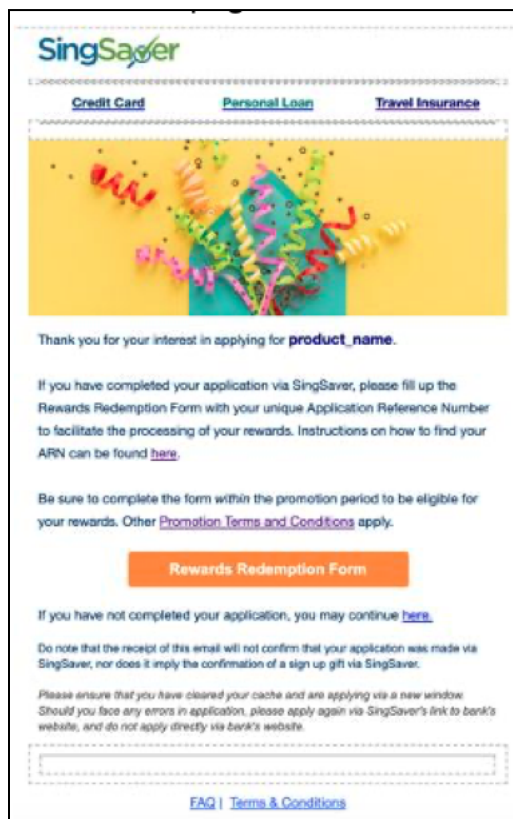 SingSaver
Credit Card Personal Loan Travel Insurance
Thank you for your interest in applying for product_name.
If you have completed your application via SingSaver, please fill up the
Rewards Redemption Form with your unique Application Reference Number
to facilitate the processing of your rewards. Instructions on how to find your
ARN can be found here.
Be sure to complete the form within the promotion period to be eligible for
your rewards. Other Promotion Terms and Conditions apply.
Rewards Redemption Form
If you have not completed your application, you may continue here.
Do note that the receipt of this email will not confirm that your application was made via
SingSaver, nor does it imply the confirmation of a sign up gift via SingSaver.
Please ensure that you have cleared your cache and are applying via a new window.
Should you face any errors in application, please apply again via SingSaver's link to bank's
website, and do not apply directly via bank's website.
FAQ | Terms & Conditions